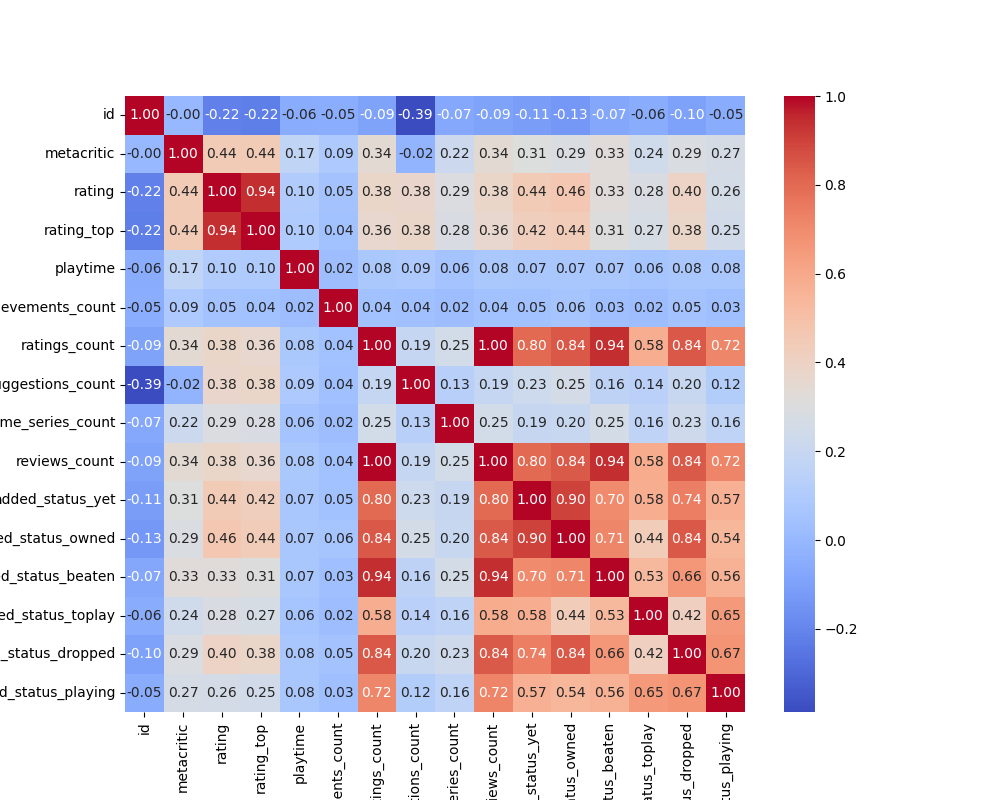 id 1.00 -0.00 -0.22 -0.22 -0.06 -0.05 -0.09 -0.39 -0.07 -0.09 -0.11 -0.13 -0.07 -0.06 -0.10 -0.05 1.0
metacritic -0.00 1.00 0.44 0.44 0.17 0.09 0.34 -0.02 0.22 0.34 0.31 0.29 0.33 0.24 0.29 0.27
rating -0.22 0.44 1.00 0.94 0.10 0.05 0.38 0.38 0.29 0.38 0.44 0.46 0.33 0.28 0.40 0.26 0.8
rating_top -0.22 0.44 0.94 1.00 0.10 0.04 0.36 0.38 0.28 0.36 0.42 0.44 0.31 0.27 0.38 0.25
playtime -0.06 0.17 0.10 0.10 1.00 0.02 0.08 0.09 0.06 0.08 0.07 0.07 0.07 0.06 0.08 0.08 0.6
evements_count -0.05 0.09 0.05 0.04 0.02 1.00 0.04 0.04 0.02 0.04 0.05 0.06 0.03 0.02 0.05 0.03
ratings_count -0.09 0.34 0.38 0.36 0.08 0.04 1.00 0.19 0.25 1.00 0.80 0.84 0.94 0.58 0.84 0.72 0.4
ggestions_count -0.39 -0.02 0.38 0.38 0.09 0.04 0.19 1.00 0.13 0.19 0.23 0.25 0.16 0.14 0.20 0.12
me_series_count -0.07 0.22 0.29 0.28 0.06 0.02 0.25 0.13 1.00 0.25 0.19 0.20 0.25 0.16 0.23 0.16 0.2
reviews_count -0.09 0.34 0.38 0.36 0.08 0.04 1.00 0.19 0.25 1.00 0.80 0.84 0.94 0.58 0.84 0.72
dded_status_yet -0.11 0.31 0.44 0.42 0.07 0.05 0.80 0.23 0.19 0.80 1.00 0.90 0.70 0.58 0.74 0.57
ed_status_owned -0.13 0.29 0.46 0.44 0.07 0.06 0.84 0.25 0.20 0.84 0.90 1.00 0.71 0.44 0.84 0.54 0.0
d_status_beaten -0.07 0.33 0.33 0.31 0.07 0.03 0.94 0.16 0.25 0.94 0.70 0.71 1.00 0.53 0.66 0.56
ed_status_toplay -0.06 0.24 0.28 0.27 0.06 0.02 0.58 0.14 0.16 0.58 0.58 0.44 0.53 1.00 0.42 0.65 −0.2
_status_dropped -0.10 0.29 0.40 0.38 0.08 0.05 0.84 0.20 0.23 0.84 0.74 0.84 0.66 0.42 1.00 0.67
d_status_playing -0.05 0.27 0.26 0.25 0.08 0.03 0.72 0.12 0.16 0.72 0.57 0.54 0.56 0.65 0.67 1.00
id metacritic rating rating_top playtime ents_count ings_count ions_count eries_count iews_count _status_yet atus_owned tus_beaten atus_toplay us_dropped tus_playing